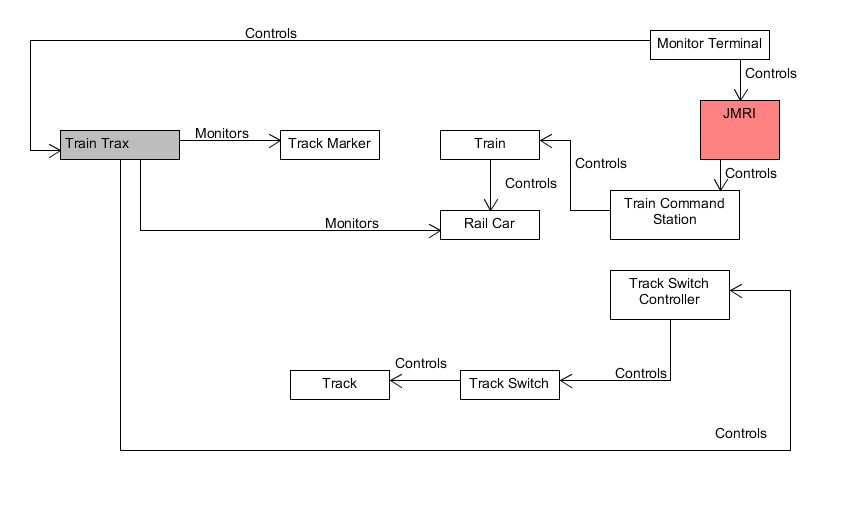 Controls
Monitor Terminal
Controls
JMRI
Train Trax
Monitors
Track Marker
Train
Controls
Controls
Controls
Train Command
Station
Monitors
Rail Car
Track Switch
Controller
Controls
Track
Track Switch
Controls
Controls